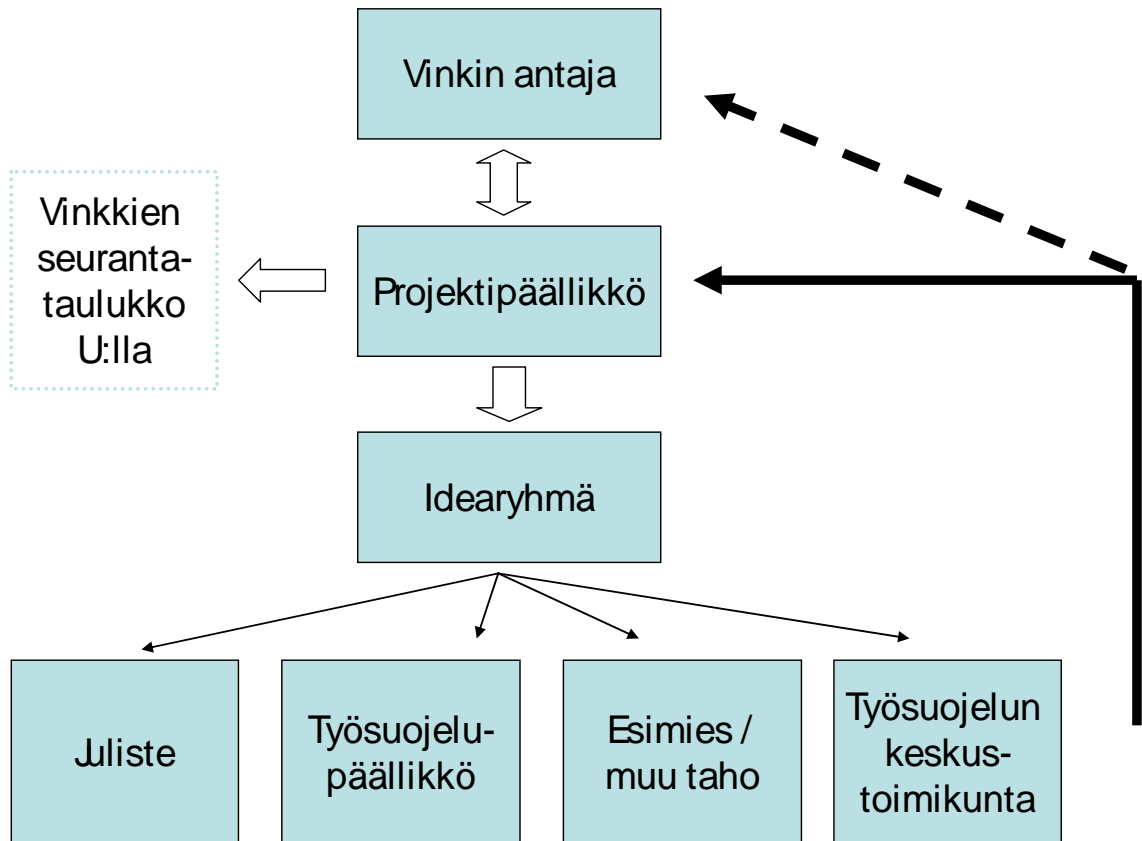 Vinkin antaja
Vinkkien
seuranta-
taulukko
U:lla
Projektipäällikkö
Idearyhmä
Juliste
Työsuojelu-
päällikkö
Esimies /
muu taho
Työsuojelun
keskus-
toimikunta